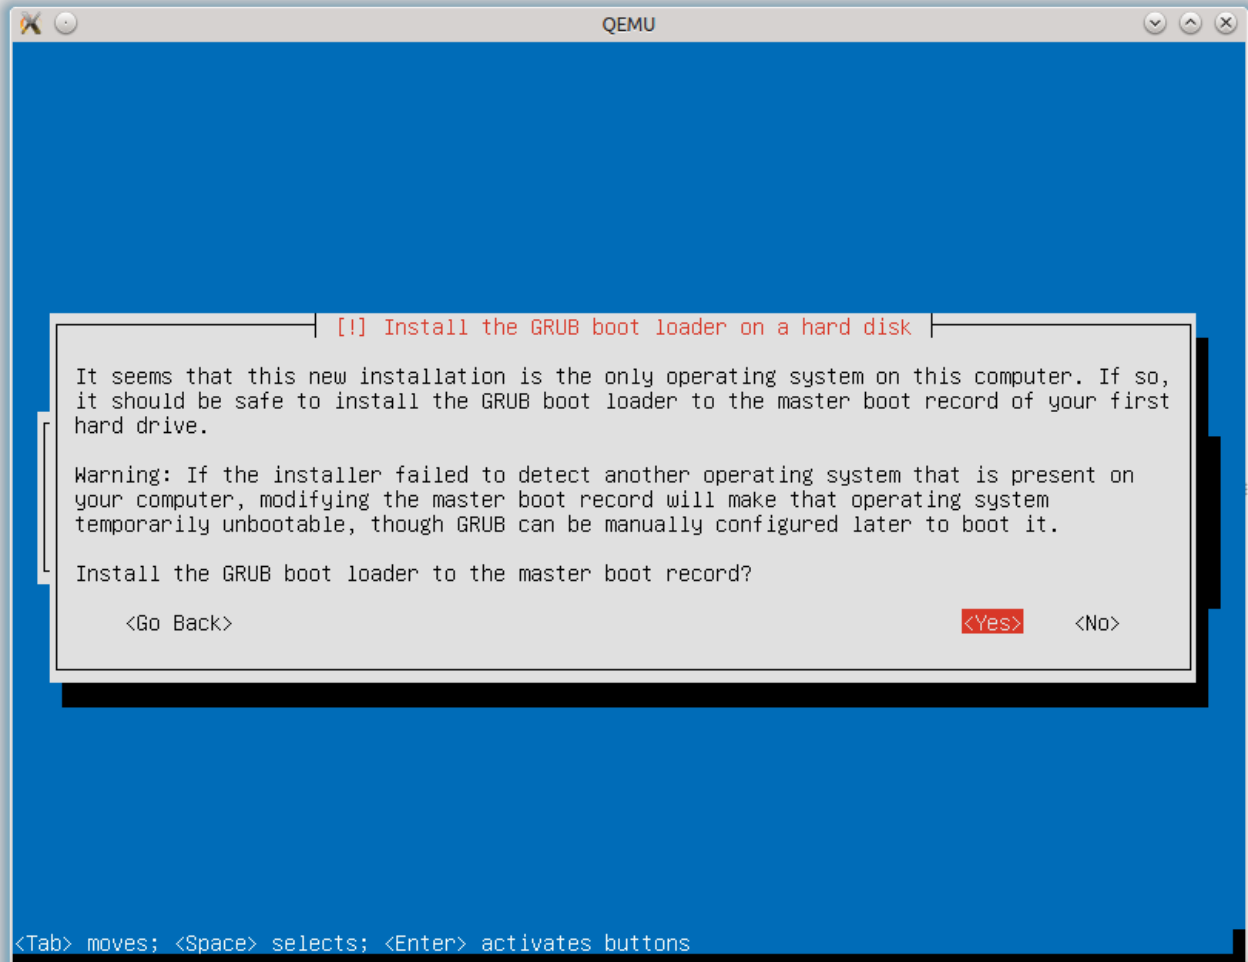 QEMU
[!] Install the GRUB boot loader on a hard disk
It seems that this new installation is the only operating system on this computer. If so,
it should be safe to install the GRUB boot loader to the master boot record of your first
hard drive.
Warning: If the installer failed to detect another operating system that is present on
your computer, modifying the master boot record will make that operating system
temporarily unbootable, though GRUB can be manually configured later to boot it.
Install the GRUB boot loader to the master boot record?
<Go Back> <Yes> <No>
<Tab> moves; <Space> selects; <Enter> activates buttons